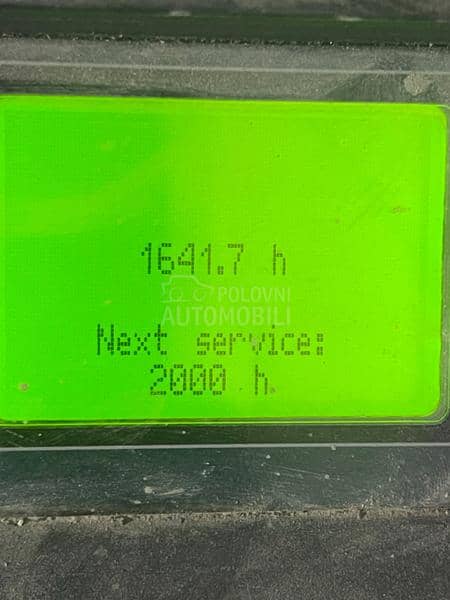 1641.7 h
POLOVNI
AUTOMOBILI
Next service:
2000 h